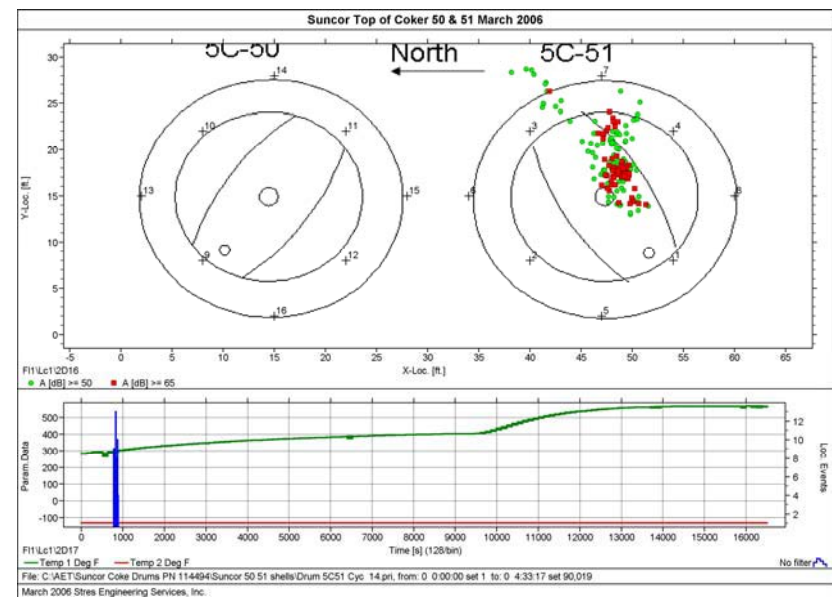 Suncor Top of Coker 50 & 51 March 2006
5C-50 North 5C-51
30
25
20
15
10
5
0
Y-Loc. [ft.]
14 7
10 11 3 4
13 15 6 8
9 12 2 1
16 5
-5 0 5 10 15 20 25 30 35 40 45 50 55 60 65
X-Loc. [ft.]
Fl1\Lc1\2D16
A [dB] >= 50 A [dB] >= 65
500
400
300
200
100
0
-100
Param.Data
12
10
8
6
4
2
Loc. Events
0 1000 2000 3000 4000 5000 6000 7000 8000 9000 10000 11000 12000 13000 14000 15000 16000
Time [s] (128/bin)
Fl1\Lc1\2D17
Temp 1 Deg F Temp 2 Deg F No filter
File: C:\AET\Suncor Coke Drums PN 114494\Suncor 50 51 shells\Drum 5C51 Cyc 14.pri, from: 0 0:00:00 set 1 to: 0 4:33:17 set 90,019
March 2006 Stres Engineering Services, Inc.